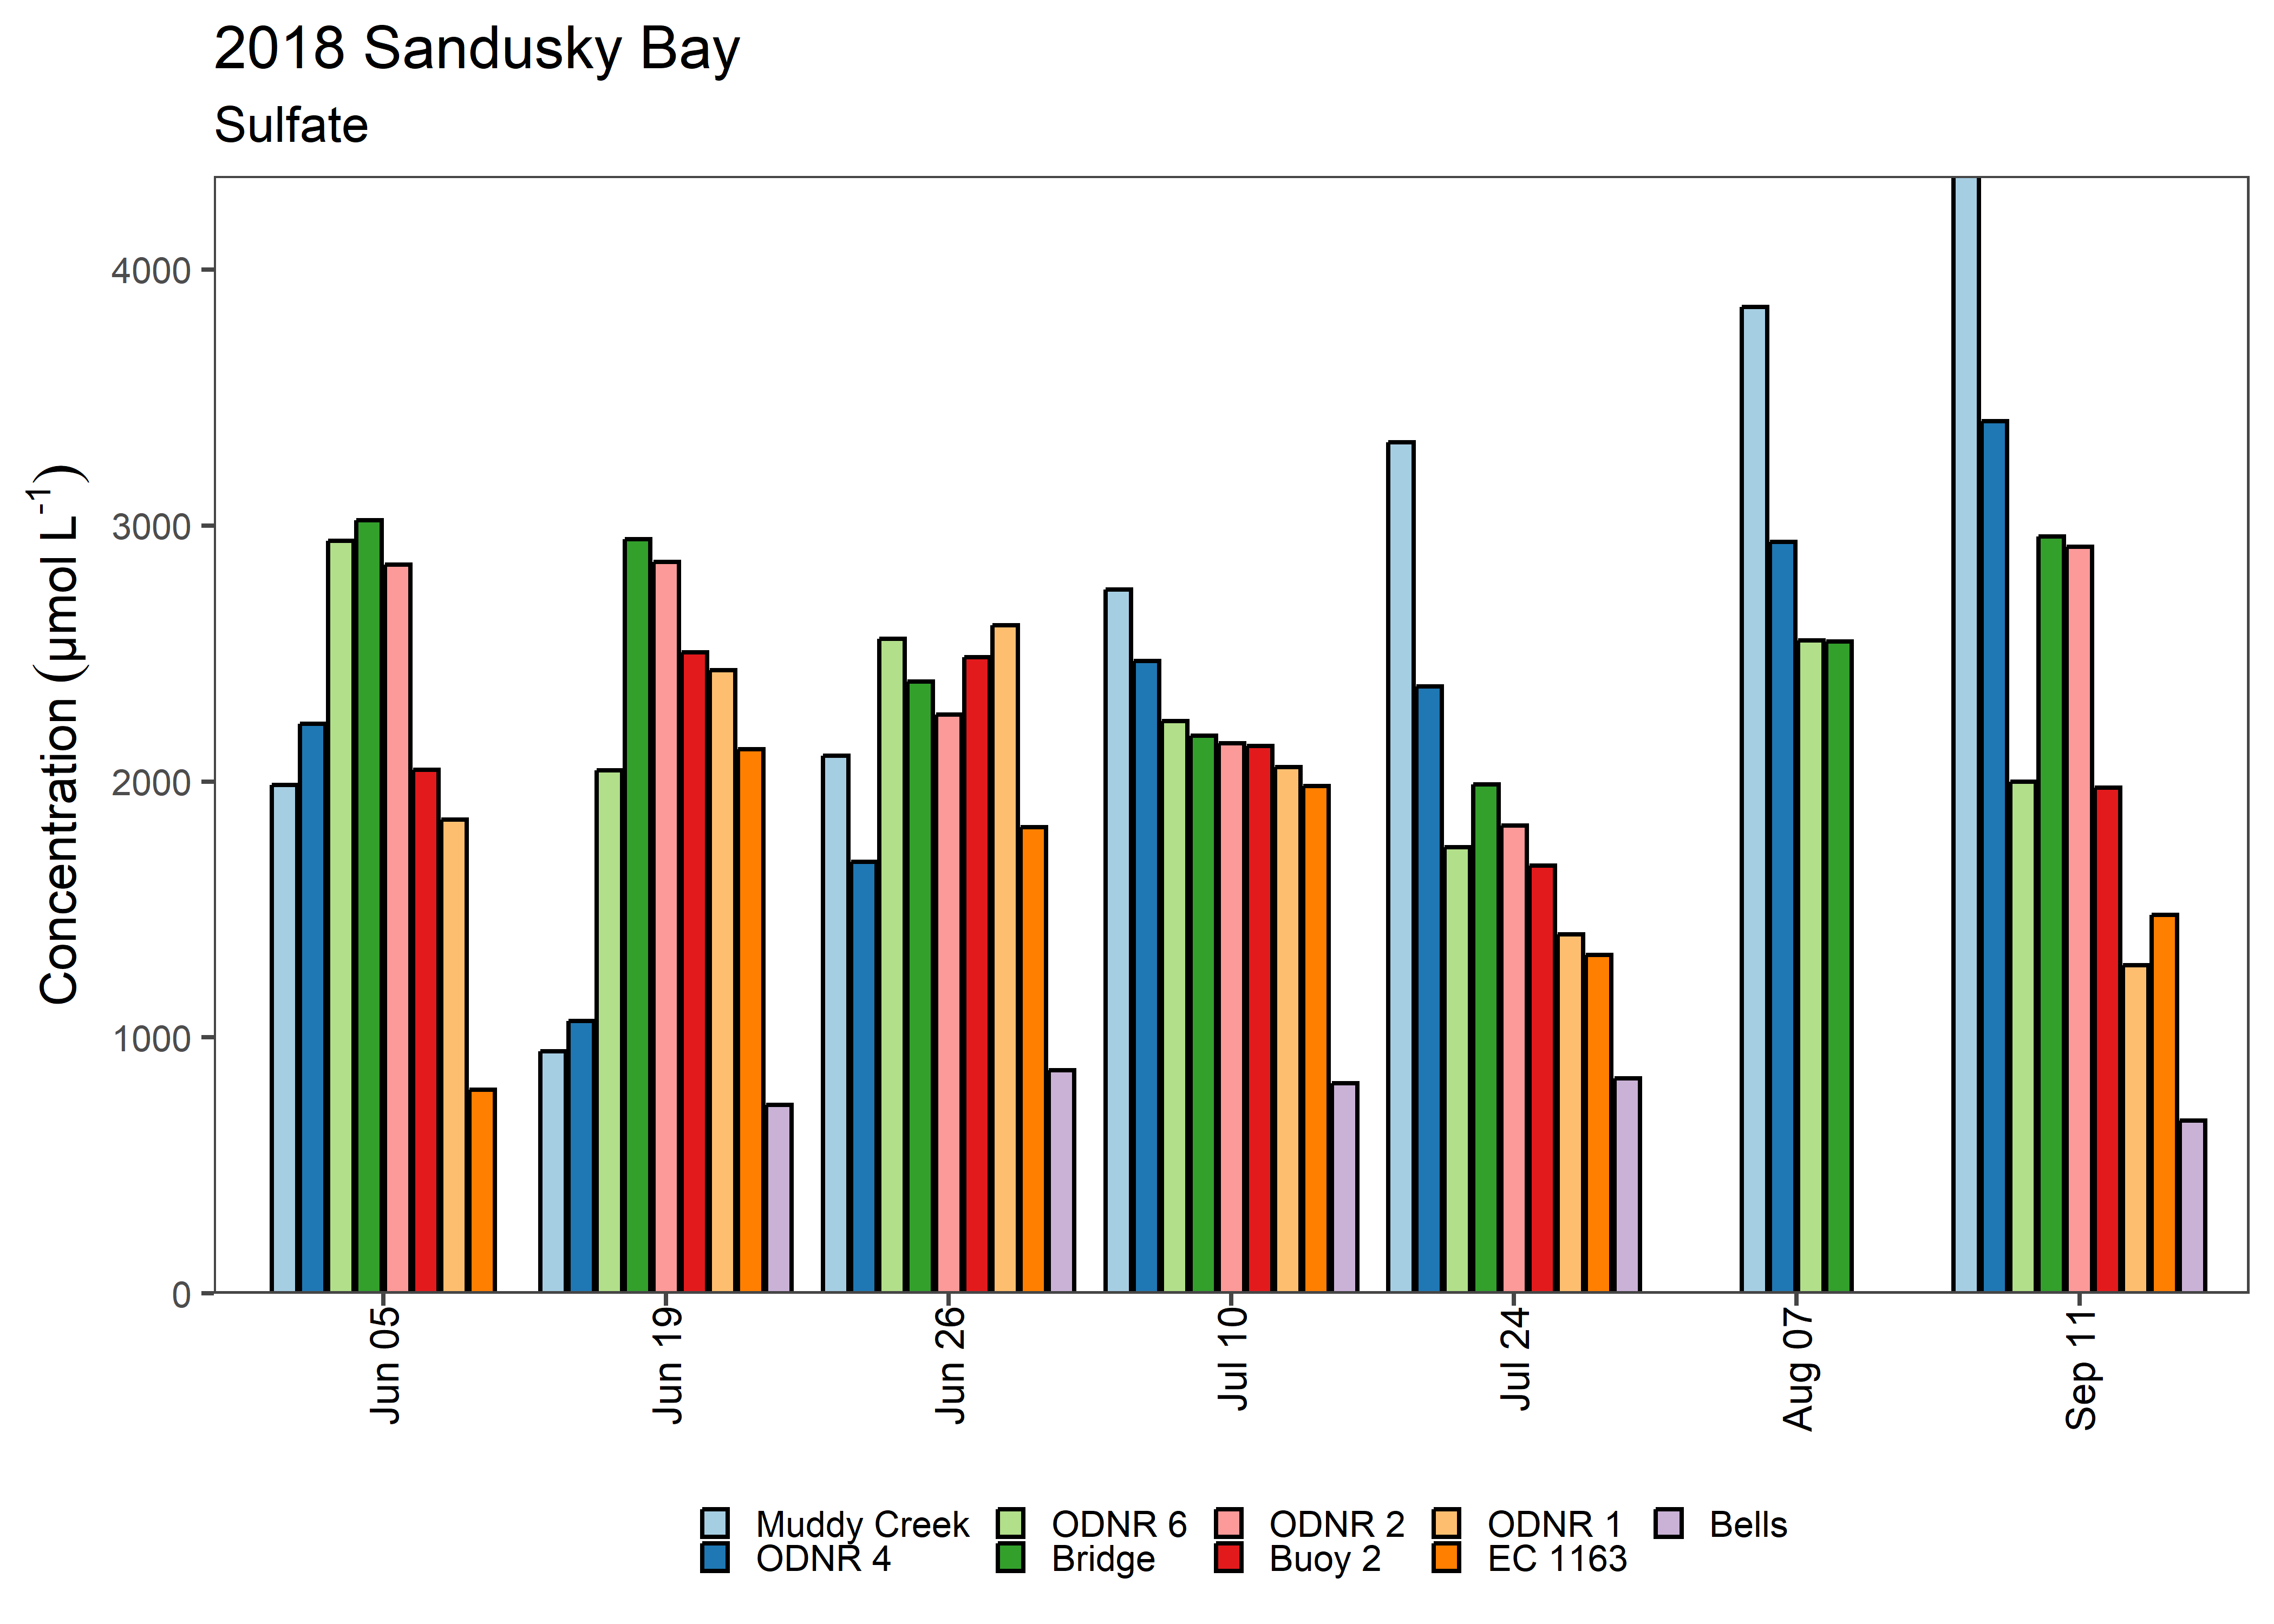 2018 Sandusky Bay
Sulfate
Concentration (µmol L⁻¹)
4000
3000
2000
1000
0
Jun 05
Jun 19
Jun 26
Jul 10
Jul 24
Aug 07
Sep 11
Muddy Creek ODNR 6 ODNR 2 ODNR 1 Bells
ODNR 4 Bridge Buoy 2 EC 1163